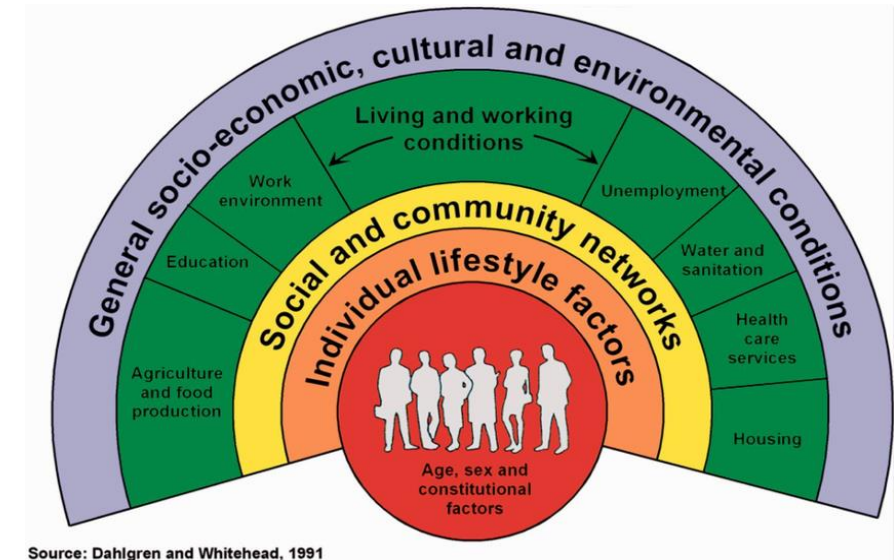 General socio-economic, cultural and environmental conditions
Living and working
conditions
Work
environment
Unemployment
Education
Water and
sanitation
Agriculture
and food
production
Health
care
services
Housing
Social and community networks
Individual lifestyle factors
Age, sex and
constitutional
factors
Source: Dahlgren and Whitehead, 1991